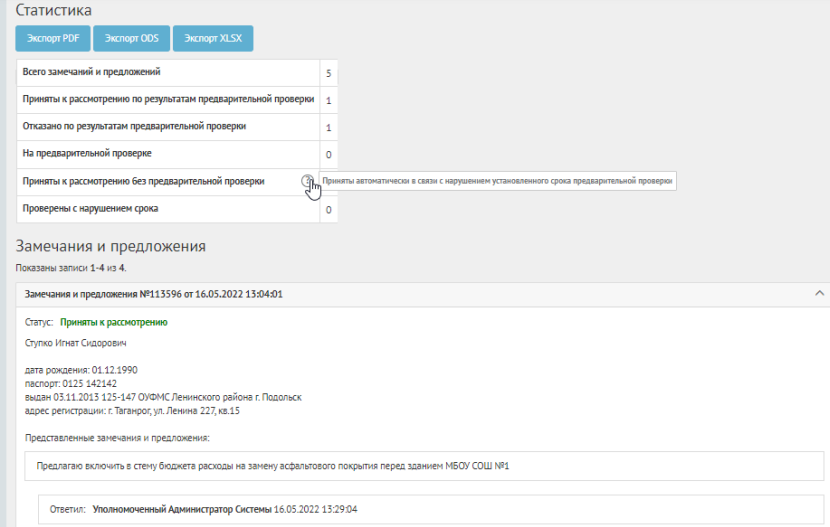 Статистика
Экспорт PDF Экспорт ODS Экспорт XLSX
Всего замечаний и предложений 5
Приняты к рассмотрению по результатам предварительной проверки 1
Отказано по результатам предварительной проверки 1
На предварительной проверке 0
Приняты к рассмотрению без предварительной проверки ? Приняты автоматически в связи с нарушением установленного срока предварительной проверки
Проверены с нарушением срока 0
Замечания и предложения
Показаны записи 1-4 из 4.
Замечания и предложения №113596 от 16.05.2022 13:04:01
Статус: Приняты к рассмотрению
Ступко Игнат Сидорович
дата рождения: 01.12.1990
паспорт: 0125 142142
выдан 03.11.2013 125-147 ОУФМС Ленинского района г. Подольск
адрес регистрации: г. Таганрог, ул. Ленина 227, кв.15
Представленные замечания и предложения:
Предлагаю включить в стему бюджета расходы на замену асфальтового покрытия перед зданием МБОУ СОШ №1
Ответил: Уполномоченный Администратор Системы 16.05.2022 13:29:04